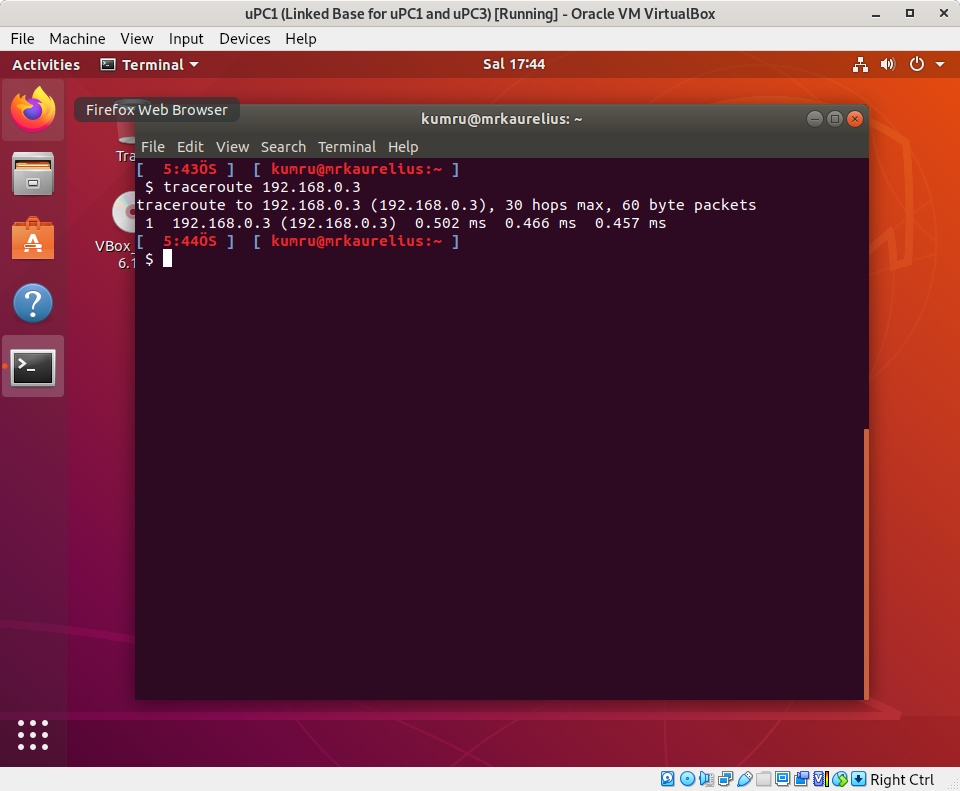 uPC1 (Linked Base for uPC1 and uPC3) [Running] - Oracle VM VirtualBox
File Machine View Input Devices Help
Activities Terminal Sal 17:44
Firefox Web Browser
kumru@mrkaurelius: ~
File Edit View Search Terminal Help
Tra
VBox_
6.1
[  5:43ÖS ]  [ kumru@mrkaurelius:~ ]
$ traceroute 192.168.0.3
traceroute to 192.168.0.3 (192.168.0.3), 30 hops max, 60 byte packets
1  192.168.0.3 (192.168.0.3)  0.502 ms  0.466 ms  0.457 ms
[  5:44ÖS ]  [ kumru@mrkaurelius:~ ]
$
Right Ctrl